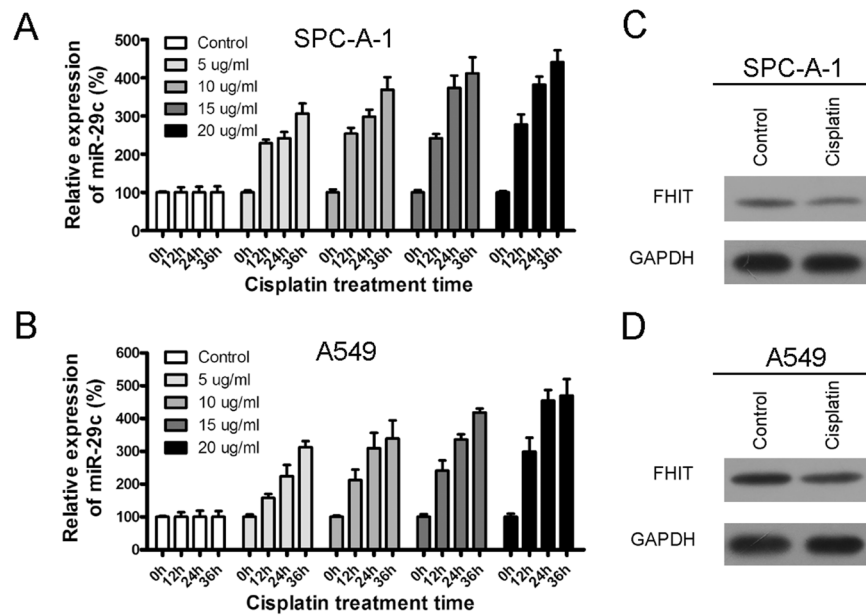 A
SPC-A-1
Relative expression
of miR-29c (%)
500
400
300
200
100
0
Control
5 ug/ml
10 ug/ml
15 ug/ml
20 ug/ml
0h 12h 24h 36h 0h 12h 24h 36h 0h 12h 24h 36h 0h 12h 24h 36h 0h 12h 24h 36h
Cisplatin treatment time
B
A549
Relative expression
of miR-29c (%)
600
500
400
300
200
100
0
Control
5 ug/ml
10 ug/ml
15 ug/ml
20 ug/ml
0h 12h 24h 36h 0h 12h 24h 36h 0h 12h 24h 36h 0h 12h 24h 36h 0h 12h 24h 36h
Cisplatin treatment time
C
SPC-A-1
Control Cisplatin
FHIT
GAPDH
D
A549
Control Cisplatin
FHIT
GAPDH